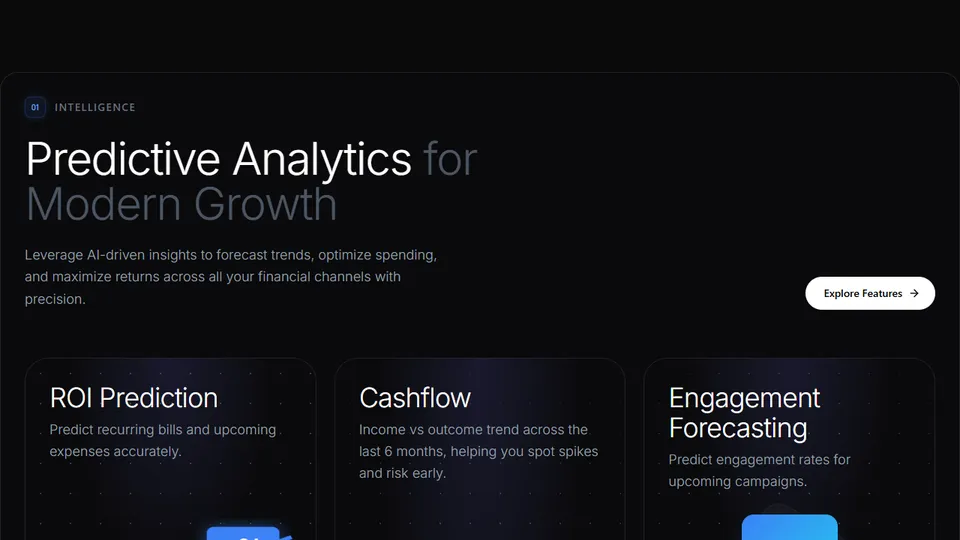 01 INTELLIGENCE
Predictive Analytics for
Modern Growth
Leverage AI-driven insights to forecast trends, optimize spending,
and maximize returns across all your financial channels with
precision.
Explore Features →
ROI Prediction
Predict recurring bills and upcoming
expenses accurately.
Cashflow
Income vs outcome trend across the
last 6 months, helping you spot spikes
and risk early.
Engagement
Forecasting
Predict engagement rates for
upcoming campaigns.